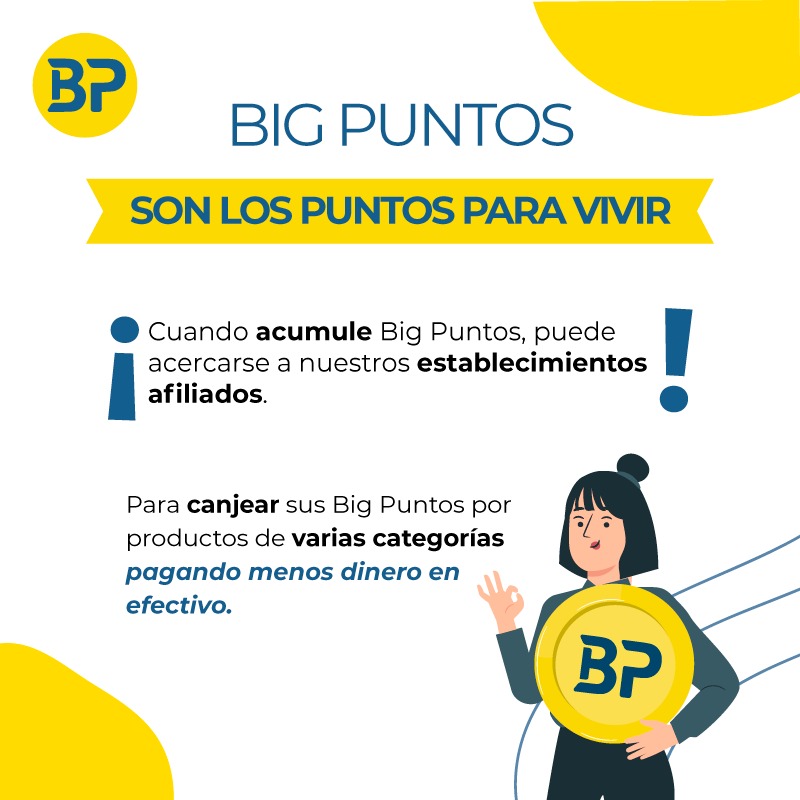 BP
BIG PUNTOS
SON LOS PUNTOS PARA VIVIR
¡Cuando acumule Big Puntos, puede
acercarse a nuestros establecimientos
afiliados.!
Para canjear sus Big Puntos por
productos de varias categorías
pagando menos dinero en
efectivo.
BP